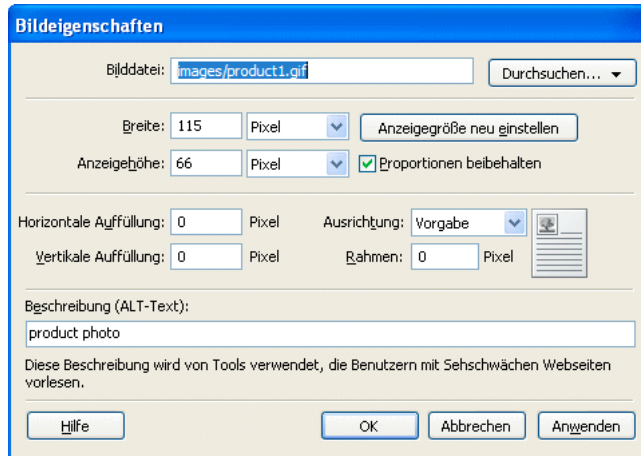 Bildeigenschaften
Bilddatei: images/product1.gif Durchsuchen...
Breite: 115 Pixel Anzeigegröße neu einstellen
Anzeigehöhe: 66 Pixel Proportionen beibehalten
Horizontale Auffüllung: 0 Pixel Ausrichtung: Vorgabe
Vertikale Auffüllung: 0 Pixel Rahmen: 0 Pixel
Beschreibung (ALT-Text):
product photo
Diese Beschreibung wird von Tools verwendet, die Benutzern mit Sehschwächen Webseiten
vorlesen.
Hilfe OK Abbrechen Anwenden